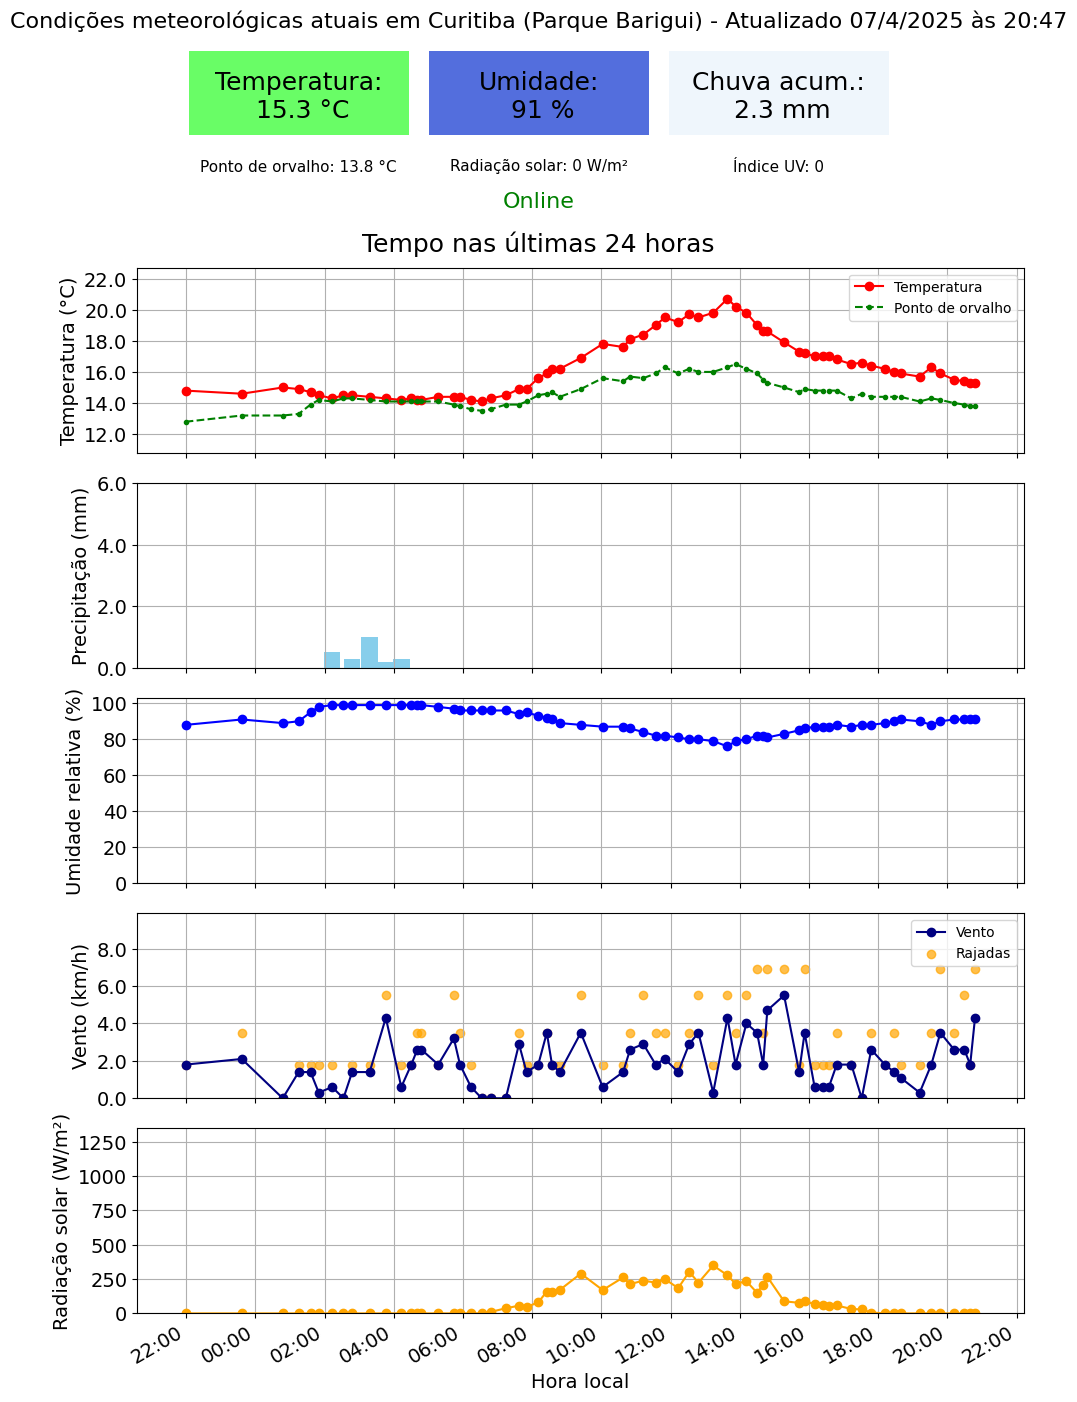 Condições meteorológicas atuais em Curitiba (Parque Barigui) - Atualizado 07/4/2025 às 20:47
Temperatura:
15.3 °C
Umidade:
91 %
Chuva acum.:
2.3 mm
Ponto de orvalho: 13.8 °C
Radiação solar: 0 W/m²
Índice UV: 0
Online
Tempo nas últimas 24 horas
Temperatura (°C)
22.0
20.0
18.0
16.0
14.0
12.0
Temperatura
Ponto de orvalho
Precipitação (mm)
6.0
4.0
2.0
0.0
Umidade relativa (%)
100
80
60
40
20
0
Vento (km/h)
8.0
6.0
4.0
2.0
0.0
Vento
Rajadas
Radiação solar (W/m²)
1250
1000
750
500
250
0
22:00
00:00
02:00
04:00
06:00
08:00
10:00
12:00
14:00
16:00
18:00
20:00
22:00
Hora local